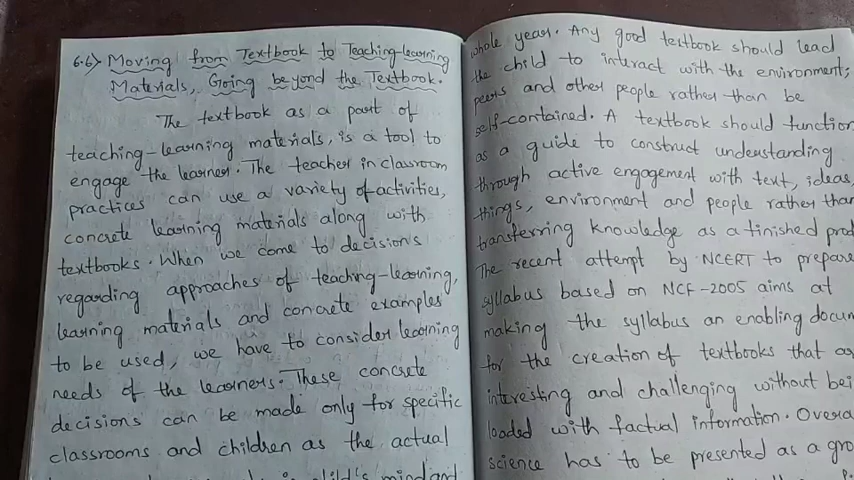 6.6) Moving from Textbook to Teaching-learning
Materials, Going beyond the Textbook.
The textbook as a part of
teaching-learning materials, is a tool to
engage the learner. The teacher in classroom
practices can use a variety of activities,
concrete learning materials along with
textbooks. When we come to decisions
regarding approaches of teaching-learning,
learning materials and concrete examples
to be used, we have to consider learning
needs of the learners. These concrete
decisions can be made only for specific
classrooms and children as the actual
child's mind and
whole year. Any good textbook should lead
the child to interact with the environment;
peers and other people rather than be
self-contained. A textbook should function
as a guide to construct understanding
through active engagement with text, ideas,
things, environment and people rather than
transferring knowledge as a finished prod
The recent attempt by NCERT to prepare
syllabus based on NCF-2005 aims at
making the syllabus an enabling docum
for the creation of textbooks that are
interesting and challenging without bei
loaded with factual information. Overa
science has to be presented as a gro